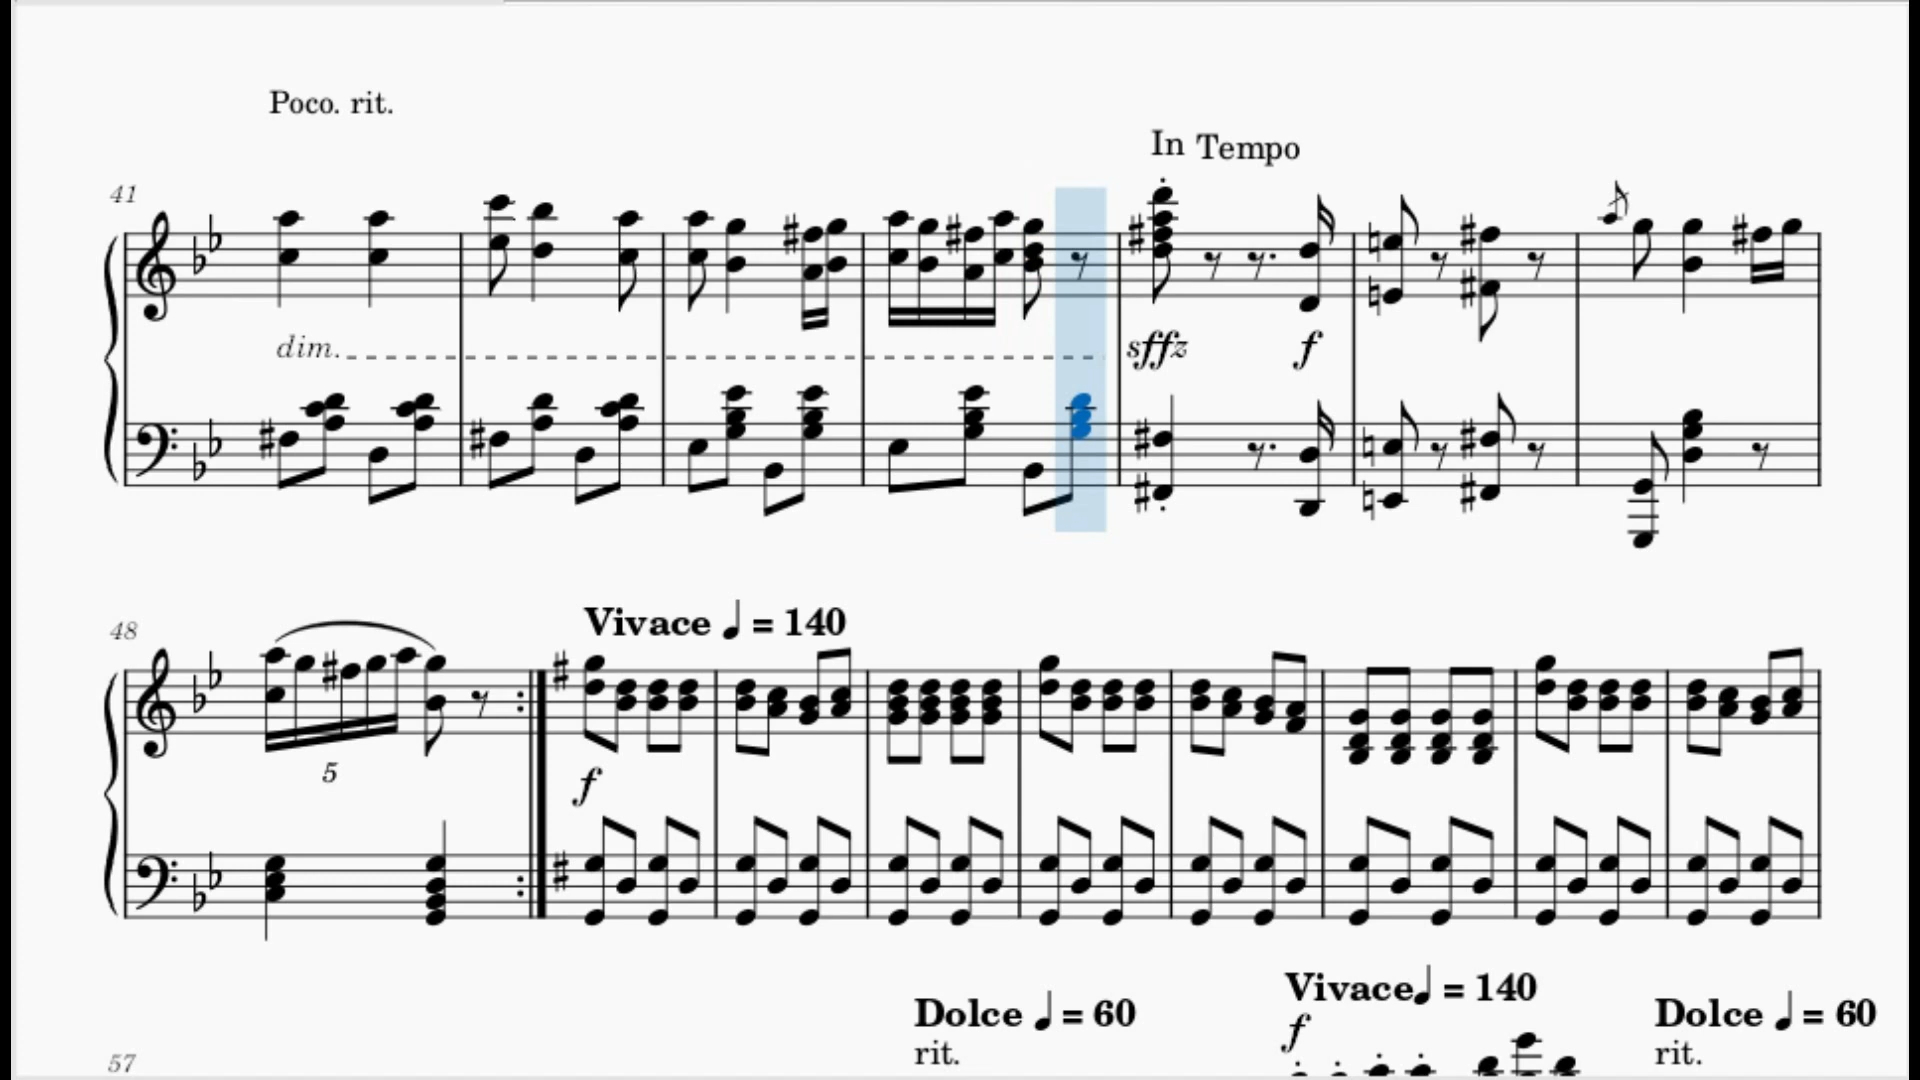 Poco. rit.
In Tempo
41
dim.
sffz f
48
Vivace ♩ = 140
5
f
Dolce ♩ = 60
rit.
Vivace♩ = 140
f
Dolce ♩ = 60
rit.
57